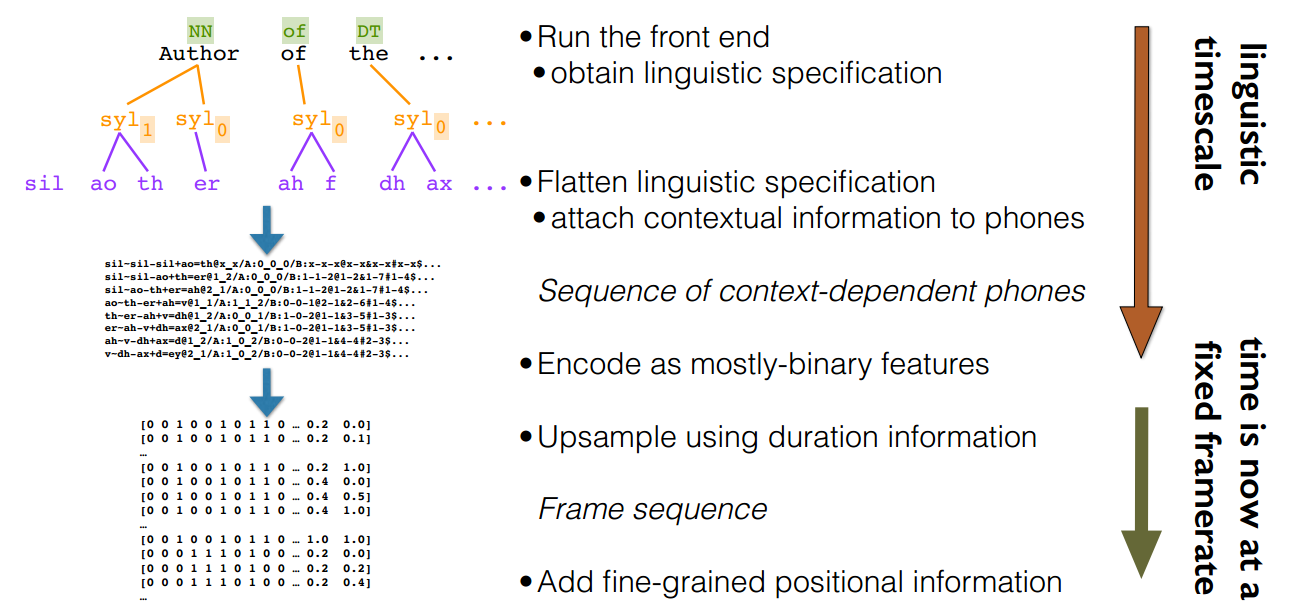 NN of DT
Author of the ...
syl1 syl0 syl0 syl0 ...
sil ao th er ah f dh ax ...
sil~sil-sil+ao=th@x_x/A:0_0_0/B:x-x-x@x-x&x-x#x-x$...
sil~sil-ao+th=er@1_2/A:0_0_0/B:1-1-2@1-2&1-7#1-4$...
sil~ao-th+er=ah@2_1/A:0_0_0/B:1-1-2@1-2&1-7#1-4$...
ao~th-er+ah=v@1_1/A:1_1_2/B:0-0-1@2-1&2-6#1-4$...
th~er-ah+v=dh@1_2/A:0_0_1/B:1-0-2@1-1&3-5#1-3$...
er~ah-v+dh=ax@2_1/A:0_0_1/B:1-0-2@1-1&3-5#1-3$...
ah~v-dh+ax=d@1_2/A:1_0_2/B:0-0-2@1-1&4-4#2-3$...
v~dh-ax+d=ey@2_1/A:1_0_2/B:0-0-2@1-1&4-4#2-3$...
[0 0 1 0 0 1 0 1 1 0 … 0.2 0.0]
[0 0 1 0 0 1 0 1 1 0 … 0.2 0.1]
…
[0 0 1 0 0 1 0 1 1 0 … 0.2 1.0]
[0 0 1 0 0 1 0 1 1 0 … 0.4 0.0]
[0 0 1 0 0 1 0 1 1 0 … 0.4 0.5]
[0 0 1 0 0 1 0 1 1 0 … 0.4 1.0]
…
[0 0 1 0 0 1 0 1 1 0 … 1.0 1.0]
[0 0 0 1 1 1 0 1 0 0 … 0.2 0.0]
[0 0 0 1 1 1 0 1 0 0 … 0.2 0.2]
[0 0 0 1 1 1 0 1 0 0 … 0.2 0.4]
…
•Run the front end
•obtain linguistic specification
•Flatten linguistic specification
•attach contextual information to phones
Sequence of context-dependent phones
•Encode as mostly-binary features
•Upsample using duration information
Frame sequence
•Add fine-grained positional information
linguistic
timescale
time is now at a
fixed framerate